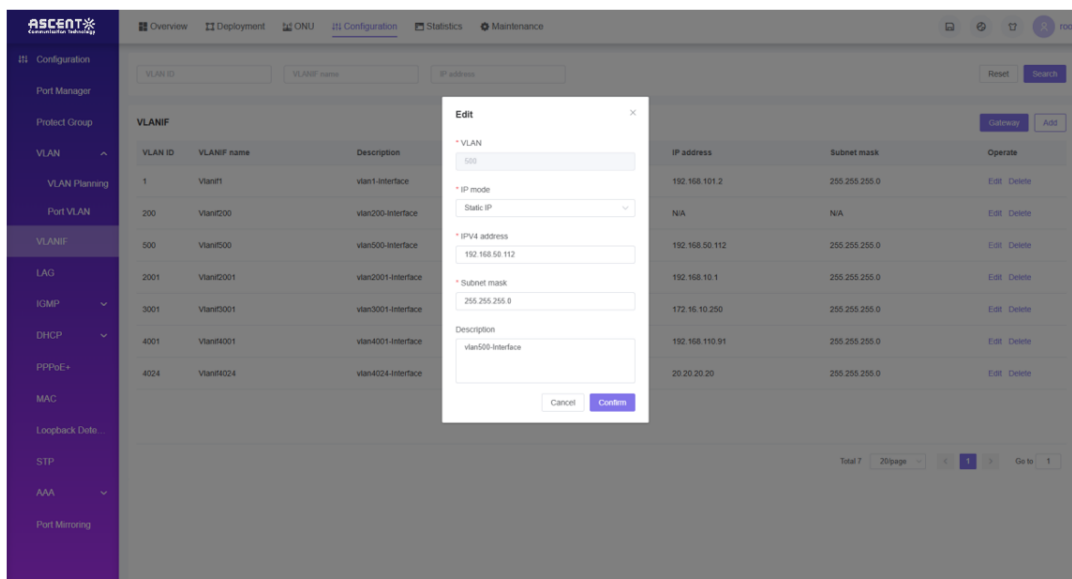 ASCENT
Communication Technology
Overview Deployment ONU Configuration Statistics Maintenance roo
Configuration
Port Manager
Protect Group
VLAN
VLAN Planning
Port VLAN
VLANIF
LAG
IGMP
DHCP
PPPoE+
MAC
Loopback Dete...
STP
AAA
Port Mirroring
VLAN ID VLANIF name IP address Reset Search
VLANIF Gateway Add
VLAN ID VLANIF name Description IP address Subnet mask Operate
1 Vlanif1 vlan1-interface 192.168.101.2 255.255.255.0 Edit Delete
200 Vlanif200 vlan200-Interface N/A N/A Edit Delete
500 Vlanif500 vlan500-Interface 192.168.50.112 255.255.255.0 Edit Delete
2001 Vlanif2001 vlan2001-Interface 192.168.10.1 255.255.255.0 Edit Delete
3001 Vlanif3001 vlan3001-Interface 172.16.10.250 255.255.255.0 Edit Delete
4001 Vlanif4001 vlan4001-Interface 192.168.110.91 255.255.255.0 Edit Delete
4024 Vlanif4024 vlan4024-Interface 20.20.20.20 255.255.255.0 Edit Delete
Total 7 20/page < 1 > Go to 1
Edit ×
* VLAN
500
* IP mode
Static IP
* IPV4 address
192.168.50.112
* Subnet mask
255.255.255.0
Description
vlan500-Interface
Cancel Confirm